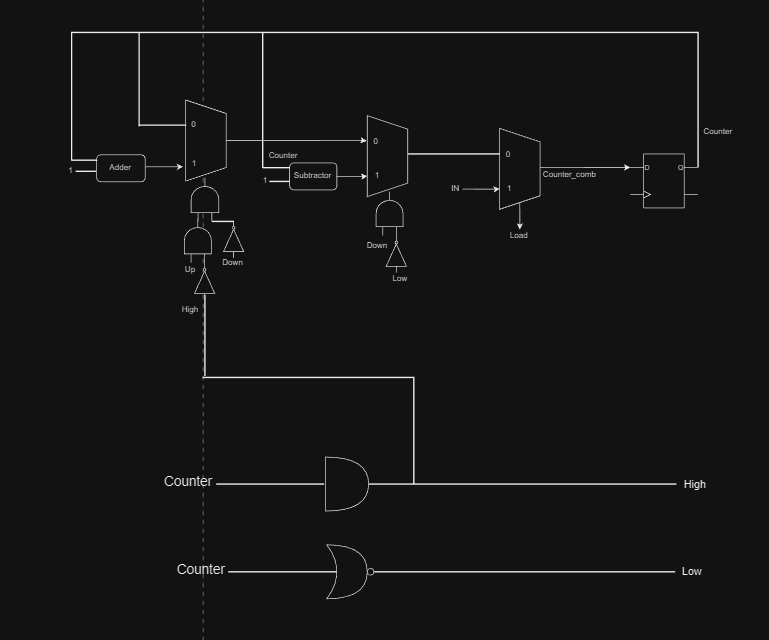 Counter
0
0
0
Counter
1
Adder
1
1
Subtractor
1
1
Counter_comb
IN
1
D
Q
Load
Down
Up
Down
Low
High
Counter
High
Counter
Low